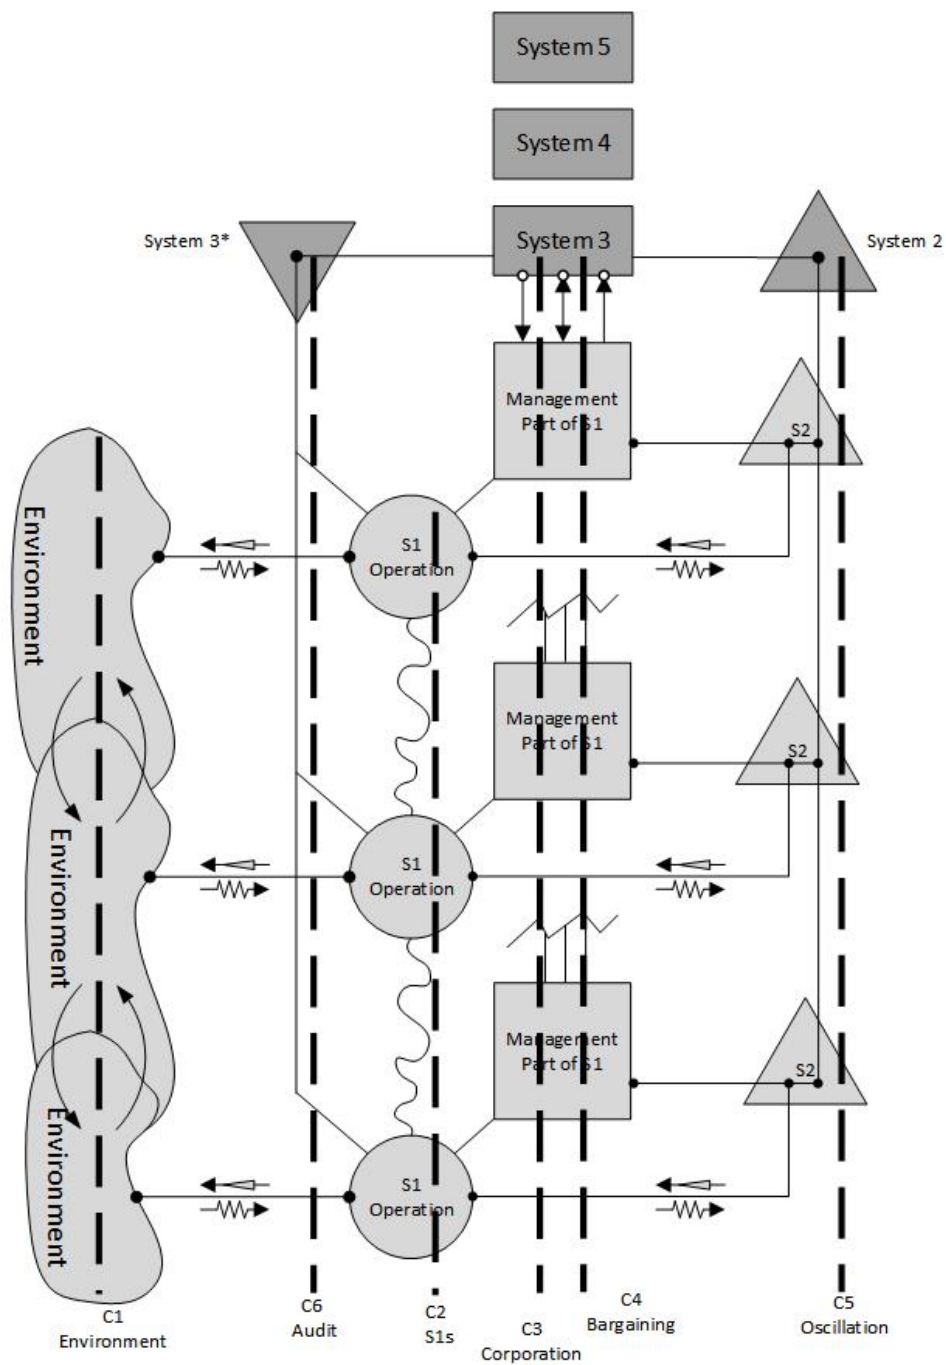 System 5
System 4
System 3*
System 3
System 2
Management
Part of S1
S2
Environment
S1
Operation
Management
Part of S1
S2
Environment
S1
Operation
Management
Part of S1
S2
Environment
S1
Operation
C1
Environment
C6
Audit
C2
S1s
C3
Corporation
C4
Bargaining
C5
Oscillation